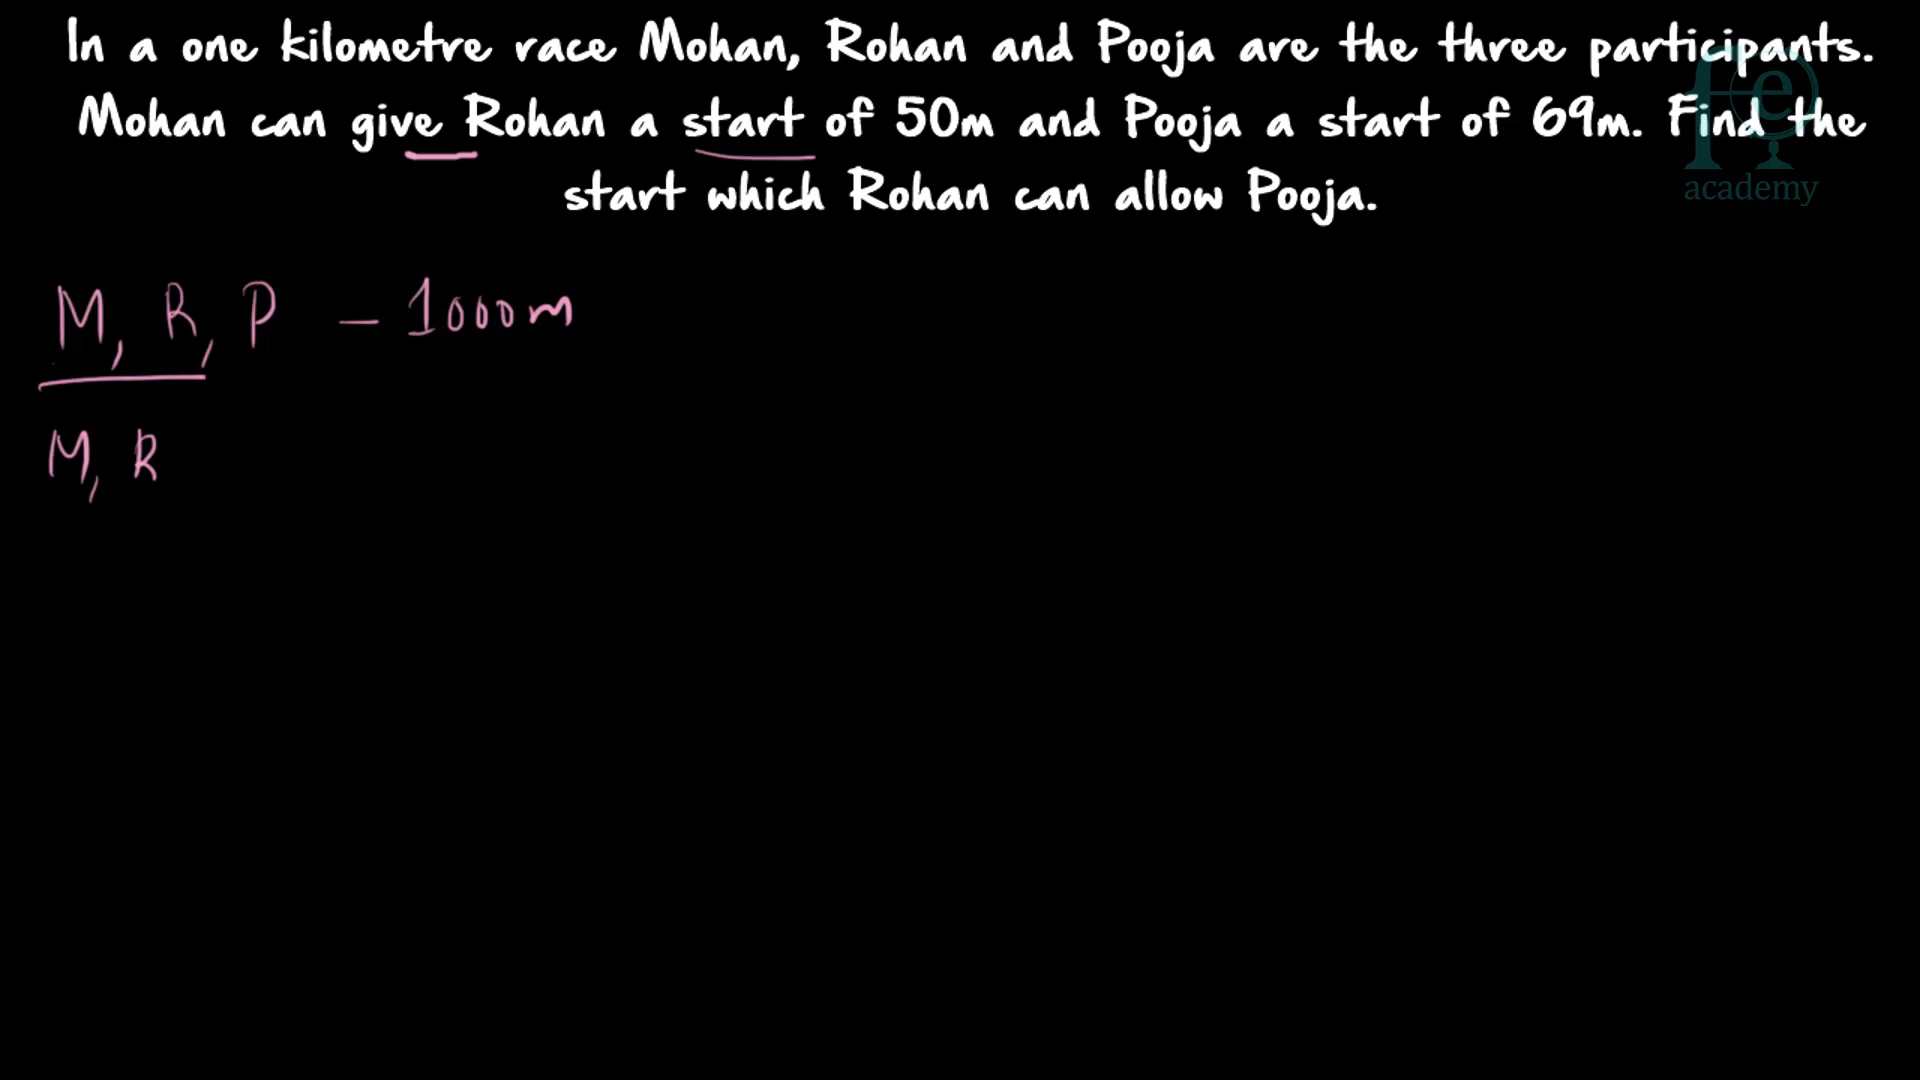 In a one kilometre race Mohan, Rohan and Pooja are the three participants.
Mohan can give Rohan a start of 50m and Pooja a start of 69m. Find the
start which Rohan can allow Pooja.
fe
academy
M, R, P - 1000m
M, R